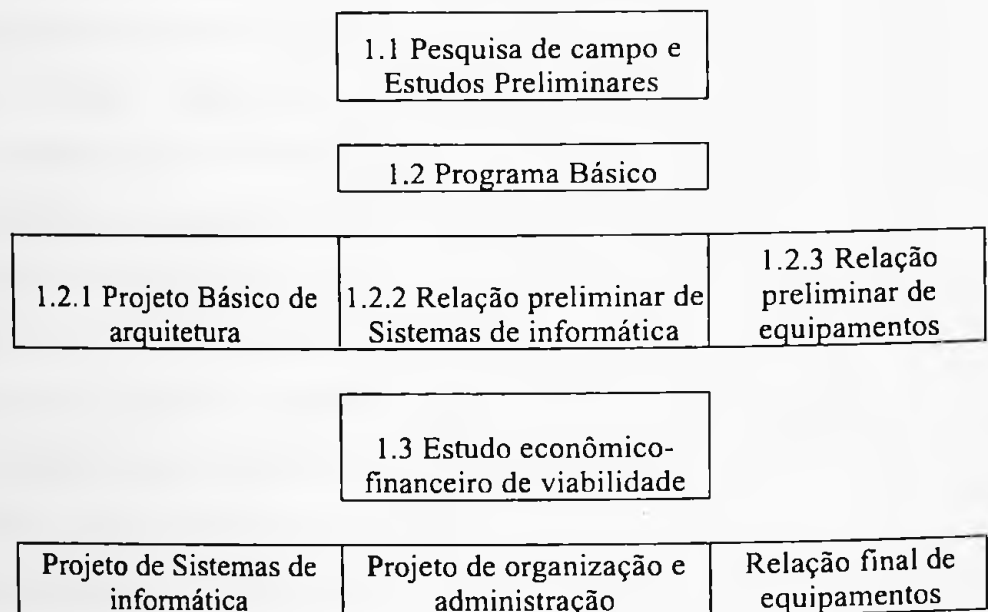 1.1 Pesquisa de campo e
Estudos Preliminares
1.2 Programa Básico
1.2.1 Projeto Básico de
arquitetura
1.2.2 Relação preliminar de
Sistemas de informática
1.2.3 Relação
preliminar de
equipamentos
1.3 Estudo econômico-
financeiro de viabilidade
Projeto de Sistemas de
informática
Projeto de organização e
administração
Relação final de
equipamentos